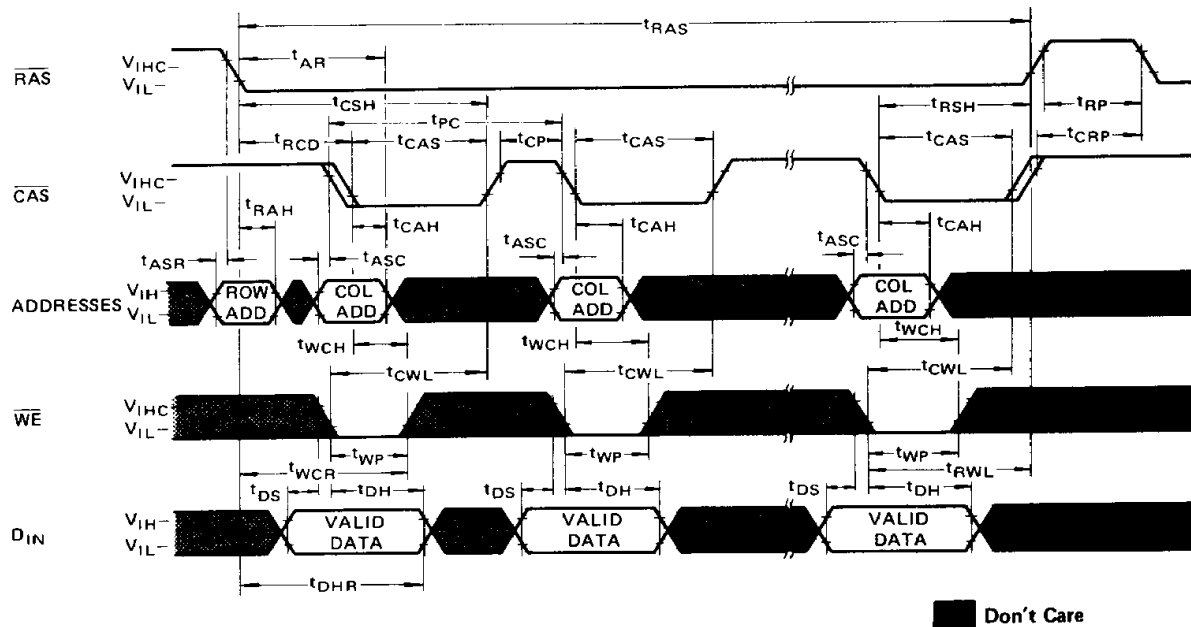 tRAS
tAR
RAS
VIHC
VIL
tCSH
tRSH
tRP
tPC
tRCD
tCAS
tCP
tCAS
tCAS
tCRP
CAS
VIHC
VIL
tRAH
tCAH
tCAH
tCAH
tASR
tASC
tASC
tASC
ADDRESSES
VIH
VIL
ROW ADD
COL ADD
COL ADD
COL ADD
tWCH
tWCH
tWCH
tCWL
tCWL
tCWL
WE
VIHC
VIL
tWP
tWP
tWP
tWCR
tRWL
tDS
tDH
tDS
tDH
tDS
tDH
DIN
VIH
VIL
VALID DATA
VALID DATA
VALID DATA
tDHR
Don't Care